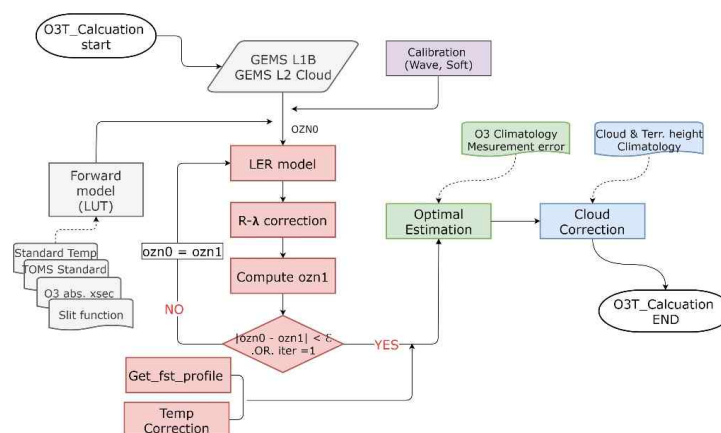 O3T_Calcuation
start
GEMS L1B
GEMS L2 Cloud
Calibration
(Wave, Soft)
OZN0
LER model
O3 Climatology
Mesurement error
Cloud & Terr. height
Climatology
Forward
model
(LUT)
R-λ correction
Optimal
Estimation
Cloud
Correction
Standard Temp
TOMS Standard
O3 abs. xsec
Slit function
ozn0 = ozn1
Compute ozn1
NO
|ozn0 - ozn1| < ε
.OR. iter =1
YES
O3T_Calcuation
END
Get_fst_profile
Temp
Correction